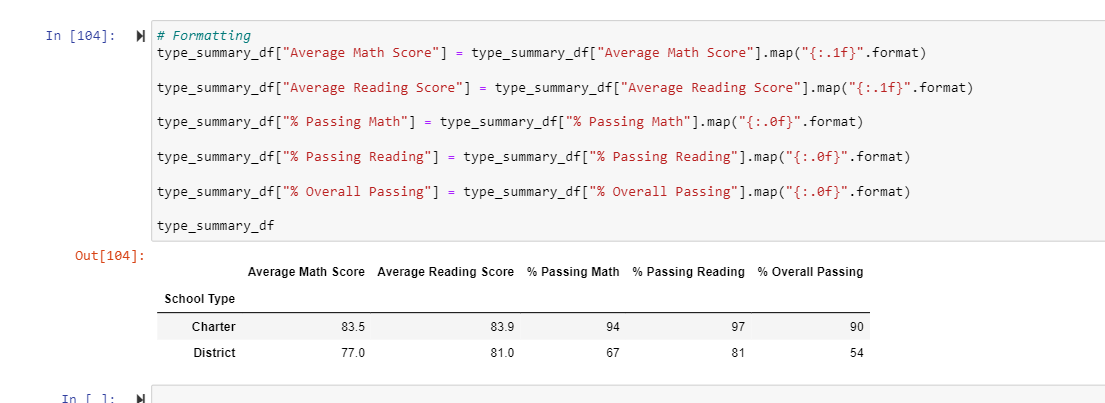 In [104]:
# Formatting
type_summary_df["Average Math Score"] = type_summary_df["Average Math Score"].map("{:.1f}".format)
type_summary_df["Average Reading Score"] = type_summary_df["Average Reading Score"].map("{:.1f}".format)
type_summary_df["% Passing Math"] = type_summary_df["% Passing Math"].map("{:.0f}".format)
type_summary_df["% Passing Reading"] = type_summary_df["% Passing Reading"].map("{:.0f}".format)
type_summary_df["% Overall Passing"] = type_summary_df["% Overall Passing"].map("{:.0f}".format)
type_summary_df
Out[104]:
Average Math Score Average Reading Score % Passing Math % Passing Reading % Overall Passing
School Type
Charter 83.5 83.9 94 97 90
District 77.0 81.0 67 81 54
In [ ]: